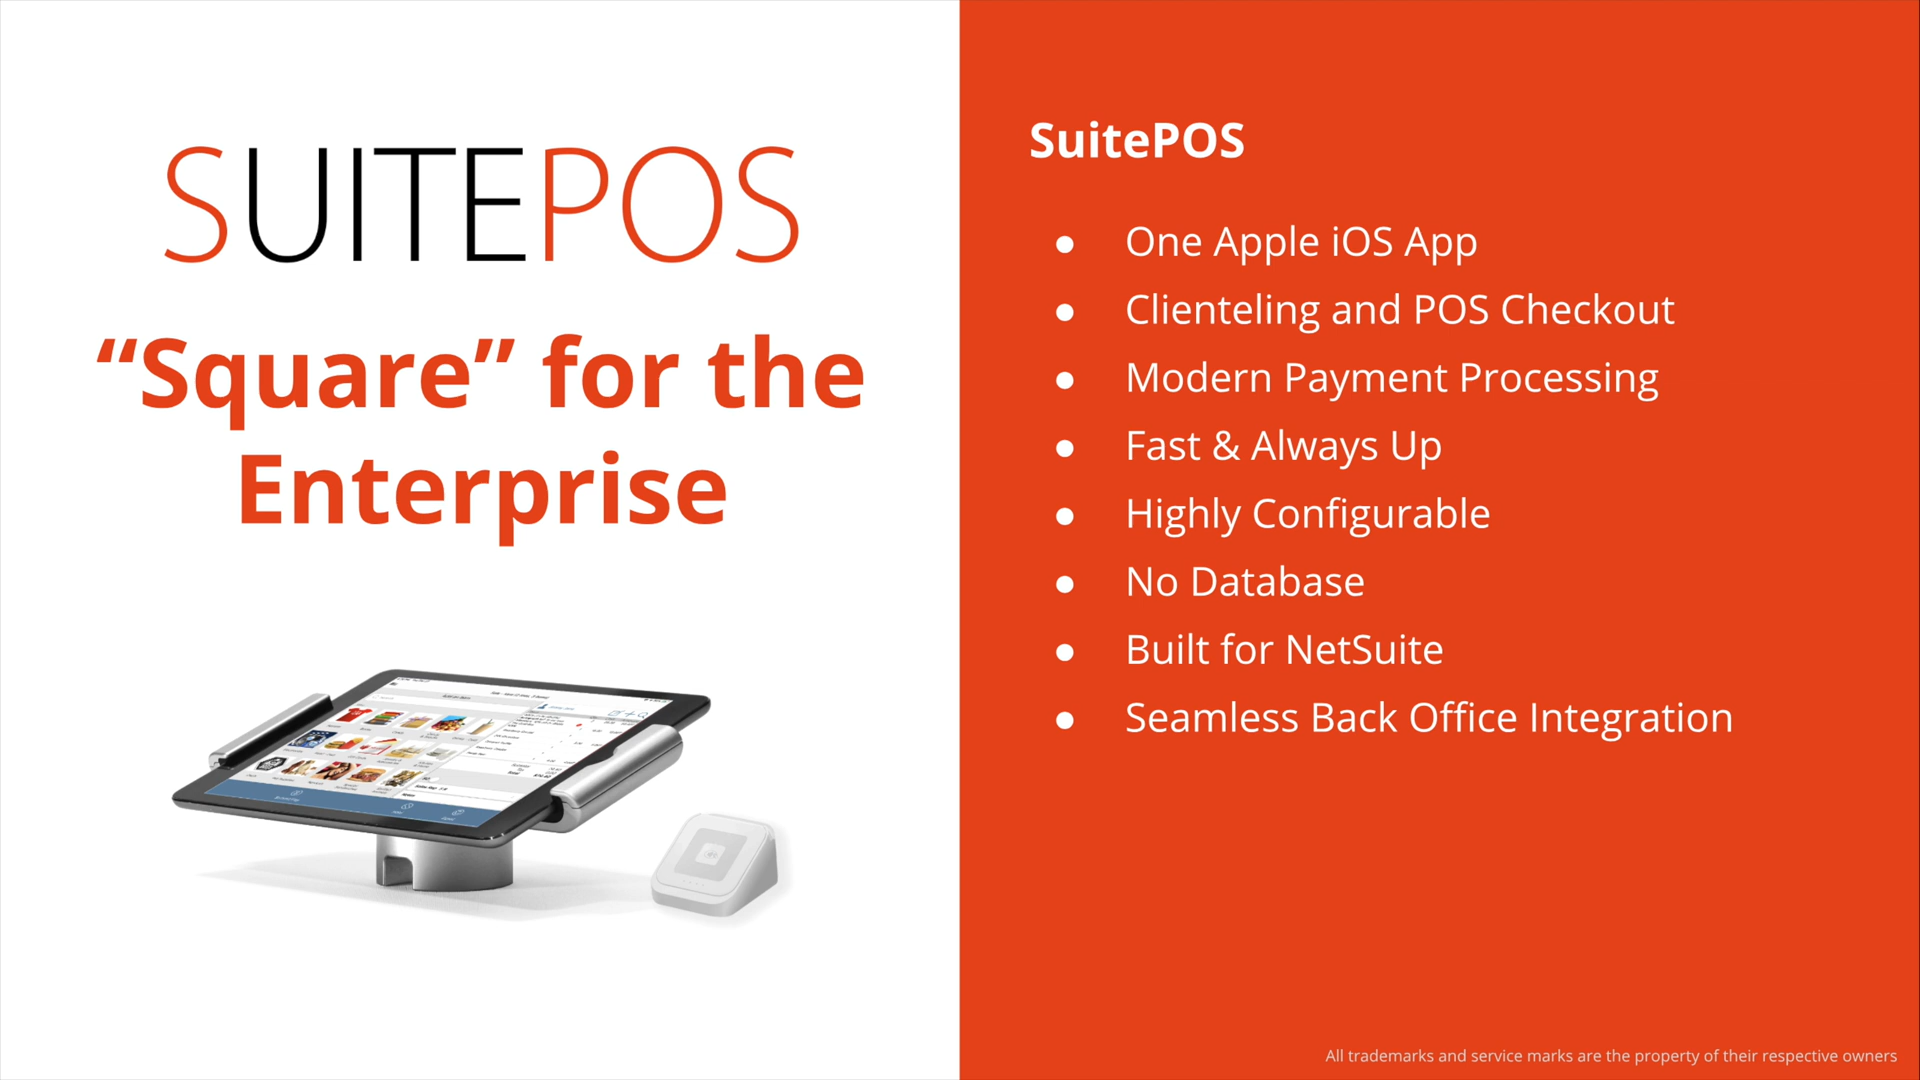 SUITEPOS
“Square” for the
Enterprise
SuitePOS
● One Apple iOS App
● Clienteling and POS Checkout
● Modern Payment Processing
● Fast & Always Up
● Highly Configurable
● No Database
● Built for NetSuite
● Seamless Back Office Integration
All trademarks and service marks are the property of their respective owners